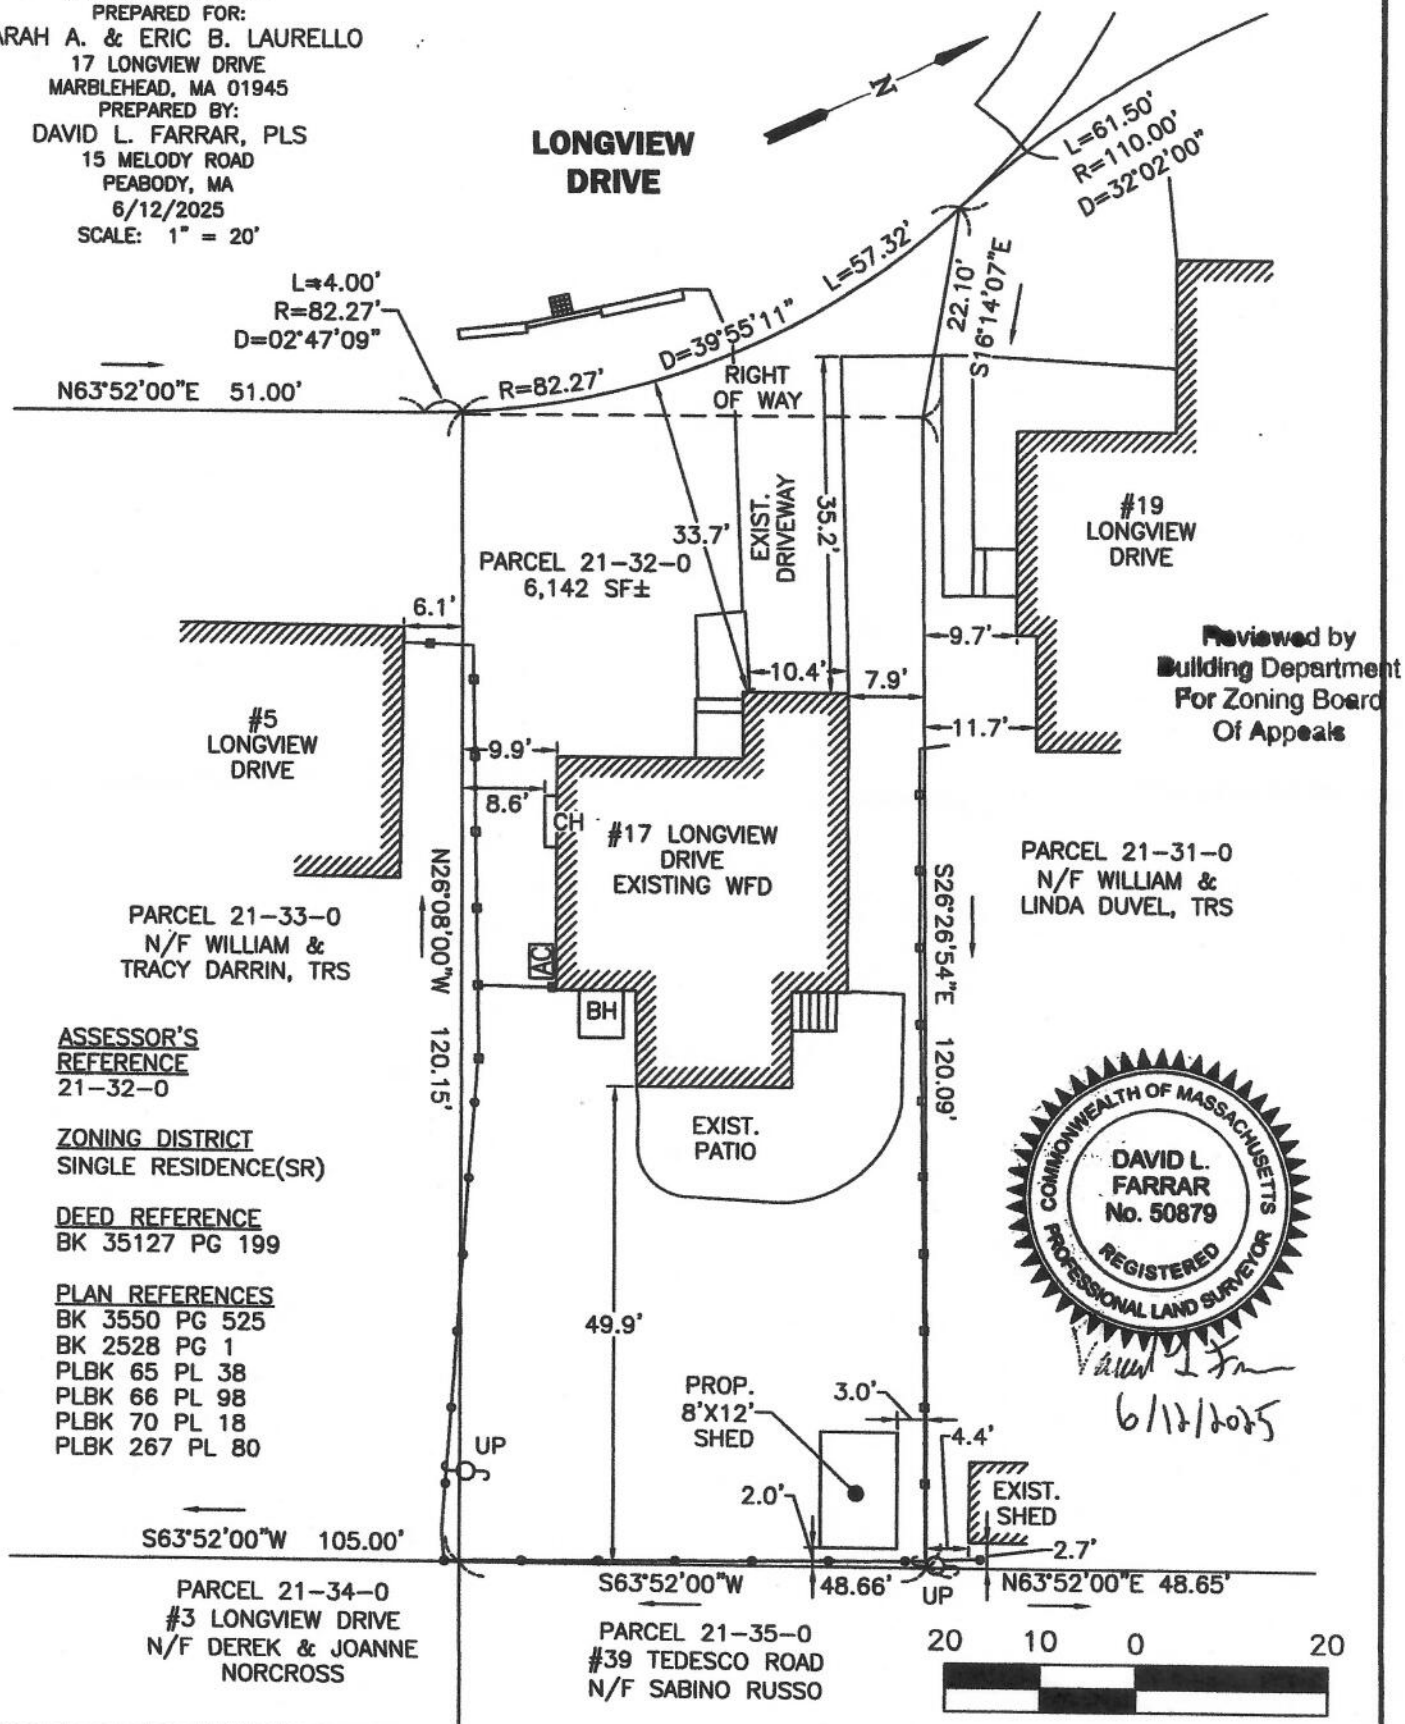 PREPARED FOR:
ARAH A. & ERIC B. LAURELLO
17 LONGVIEW DRIVE
MARBLEHEAD, MA 01945
PREPARED BY:
DAVID L. FARRAR, PLS
15 MELODY ROAD
PEABODY, MA
6/12/2025
SCALE: 1" = 20'
LONGVIEW
DRIVE
N
L=61.50'
R=110.00'
D=32°02'00"
L=4.00'
R=82.27'
D=02°47'09"
N63°52'00"E 51.00'
R=82.27'
D=39°55'11"
L=57.32'
22.10'
S16°14'07"E
RIGHT
OF WAY
EXIST.
DRIVEWAY
35.2'
33.7'
PARCEL 21-32-0
6,142 SF±
#19
LONGVIEW
DRIVE
6.1'
9.7'
Reviewed by
Building Department
For Zoning Board
Of Appeals
10.4'
7.9'
11.7'
#5
LONGVIEW
DRIVE
9.9'
8.6'
CH
#17 LONGVIEW
DRIVE
EXISTING WFD
PARCEL 21-31-0
N/F WILLIAM &
LINDA DUVEL, TRS
N26°08'00"W 120.15'
S26°26'54"E 120.09'
PARCEL 21-33-0
N/F WILLIAM &
TRACY DARRIN, TRS
AC
BH
ASSESSOR'S
REFERENCE
21-32-0
ZONING DISTRICT
SINGLE RESIDENCE(SR)
DEED REFERENCE
BK 35127 PG 199
PLAN REFERENCES
BK 3550 PG 525
BK 2528 PG 1
PLBK 65 PL 38
PLBK 66 PL 98
PLBK 70 PL 18
PLBK 267 PL 80
EXIST.
PATIO
COMMONWEALTH OF MASSACHUSETTS
DAVID L.
FARRAR
No. 50879
REGISTERED
PROFESSIONAL LAND SURVEYOR
6/12/2025
49.9'
PROP.
8'X12'
SHED
3.0'
4.4'
2.0'
EXIST.
SHED
2.7'
UP
S63°52'00"W 105.00'
S63°52'00"W 48.66'
UP
N63°52'00"E 48.65'
PARCEL 21-34-0
#3 LONGVIEW DRIVE
N/F DEREK & JOANNE
NORCROSS
PARCEL 21-35-0
#39 TEDESCO ROAD
N/F SABINO RUSSO
20 10 0 20